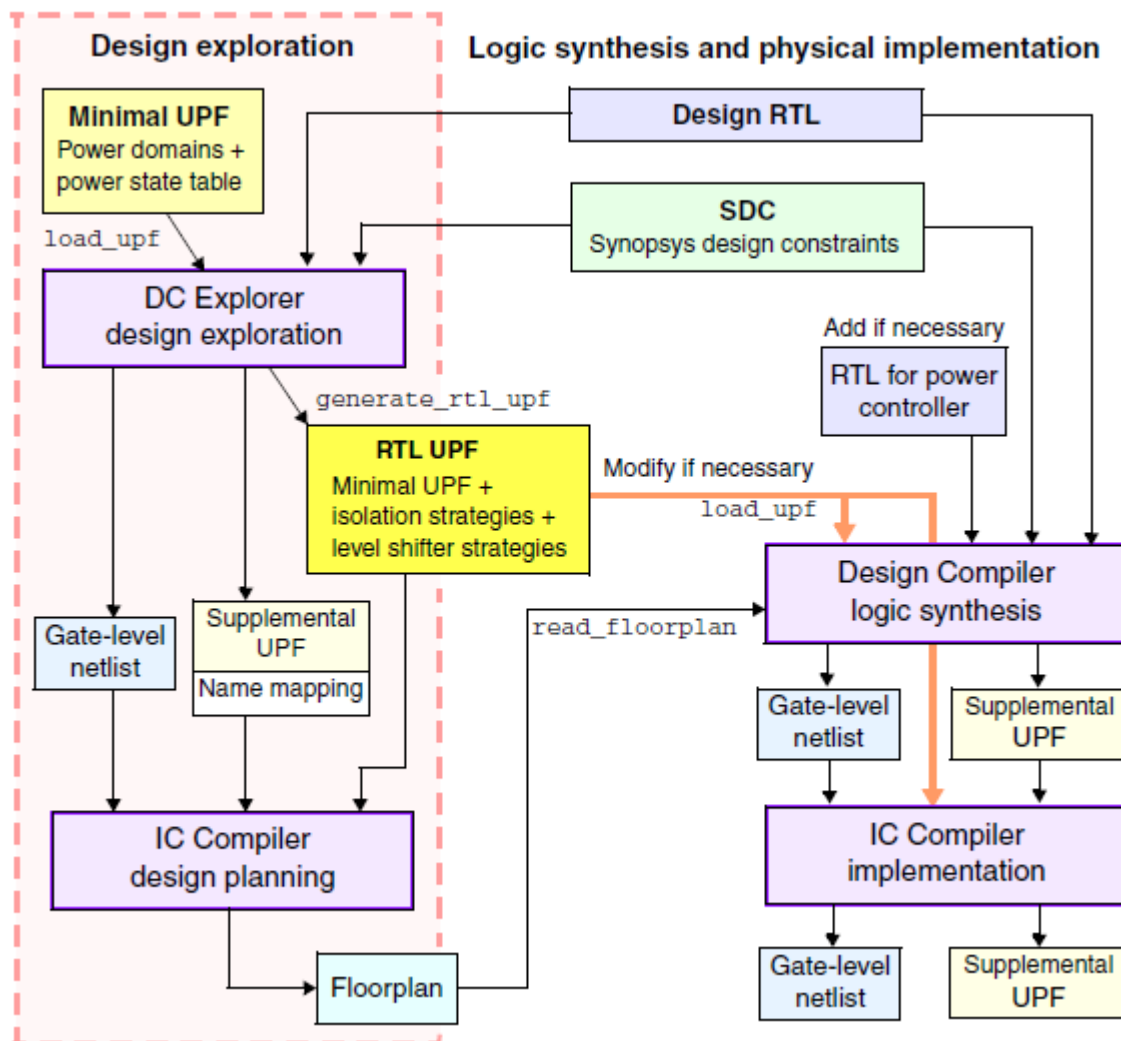 Design exploration
Logic synthesis and physical implementation
Minimal UPF
Power domains +
power state table
Design RTL
SDC
Synopsys design constraints
load_upf
DC Explorer
design exploration
Add if necessary
RTL for power
controller
generate_rtl_upf
RTL UPF
Minimal UPF +
isolation strategies +
level shifter strategies
Modify if necessary
load_upf
Design Compiler
logic synthesis
Gate-level
netlist
Supplemental
UPF
Name mapping
read_floorplan
Gate-level
netlist
Supplemental
UPF
IC Compiler
design planning
IC Compiler
implementation
Floorplan
Gate-level
netlist
Supplemental
UPF